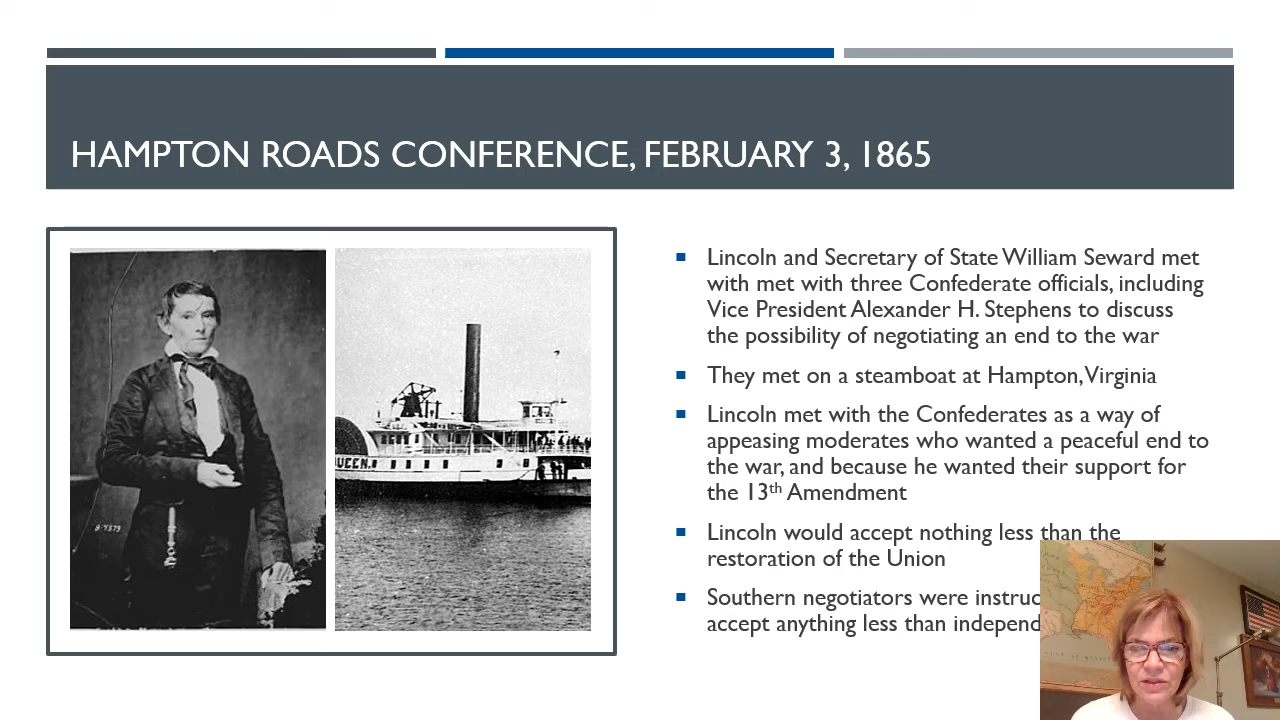 HAMPTON ROADS CONFERENCE, FEBRUARY 3, 1865
8-4379
QUEEN.
Lincoln and Secretary of State William Seward met
with met with three Confederate officials, including
Vice President Alexander H. Stephens to discuss
the possibility of negotiating an end to the war
They met on a steamboat at Hampton, Virginia
Lincoln met with the Confederates as a way of
appeasing moderates who wanted a peaceful end to
the war, and because he wanted their support for
the 13th Amendment
Lincoln would accept nothing less than the
restoration of the Union
Southern negotiators were instruc
accept anything less than independ